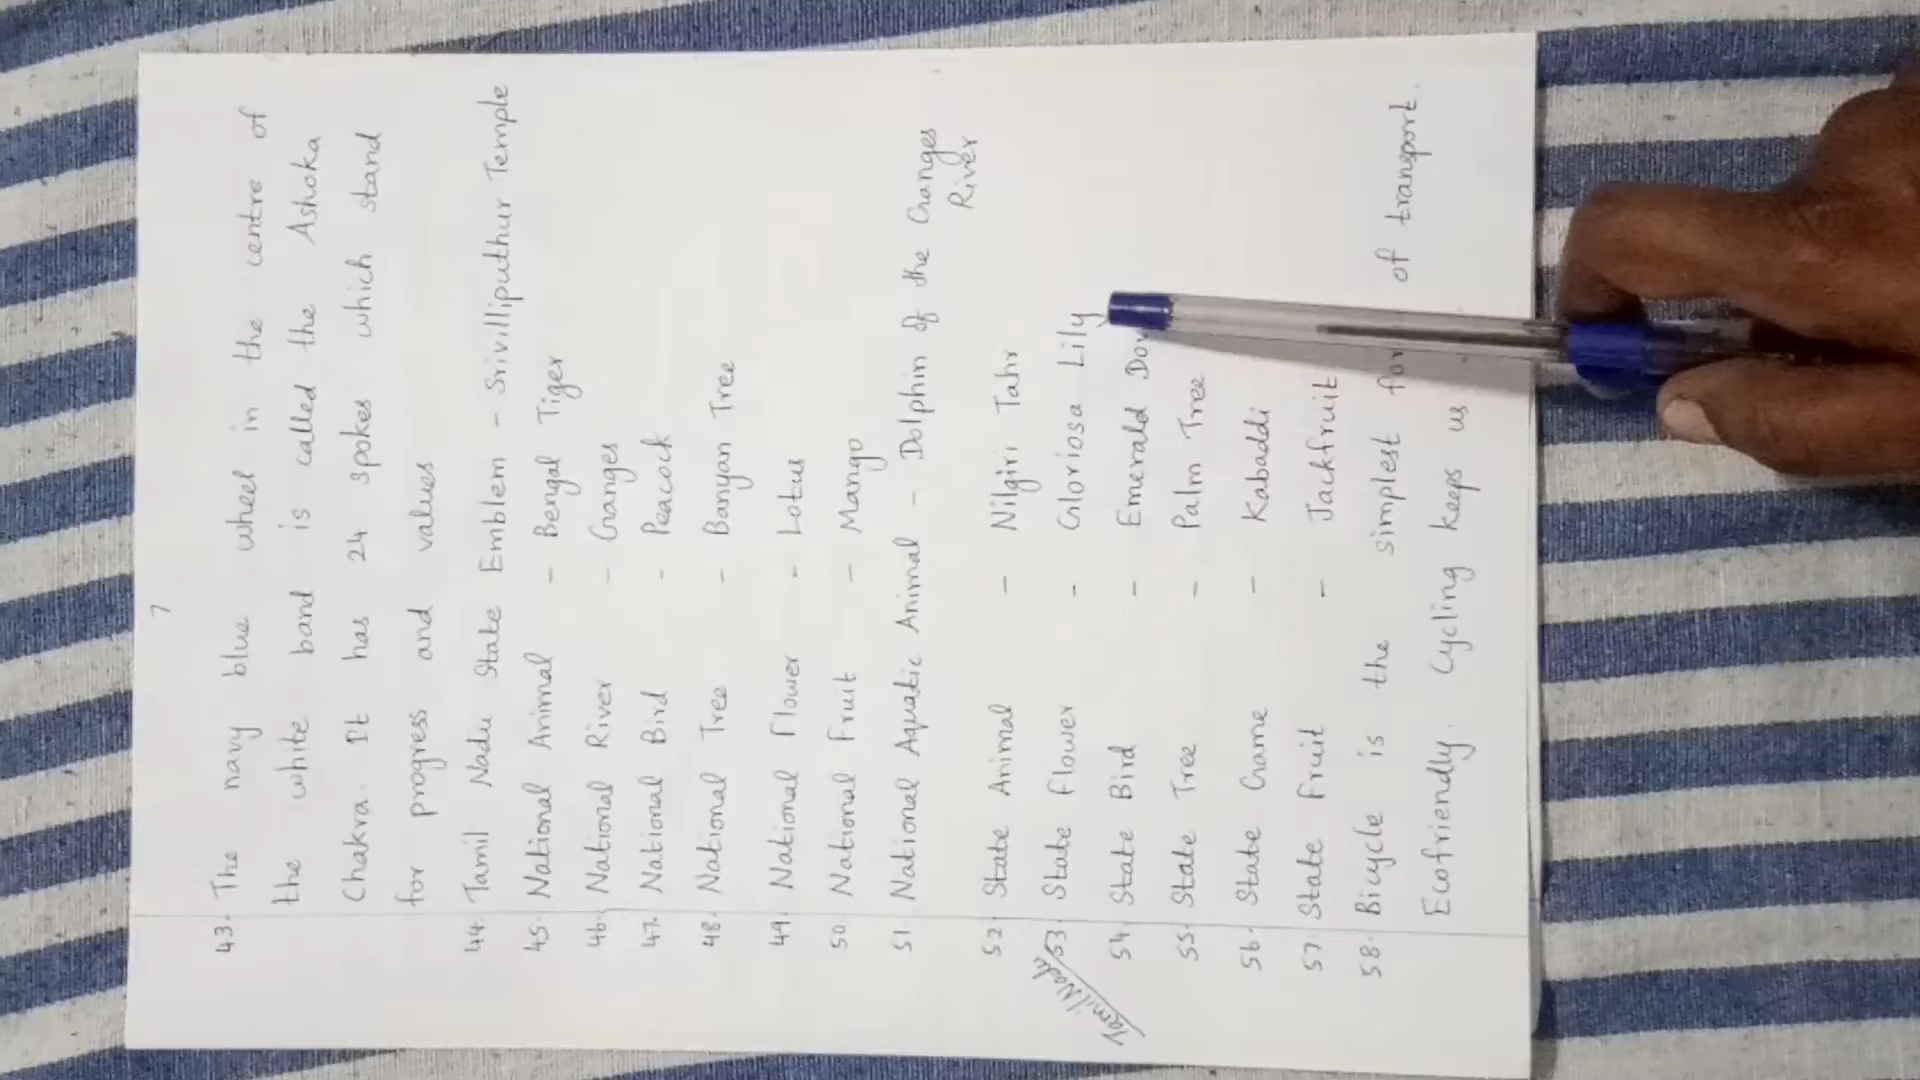 7
43. The navy blue wheel in the centre of
the white band is called the Ashoka
Chakra. It has 24 spokes which stand
for progress and values
44. Tamil Nadu State Emblem - Srivilliputhur Temple
45. National Animal - Bengal Tiger
46. National River - Ganges
47. National Bird - Peacock
48. National Tree - Banyan Tree
49. National Flower - Lotus
50 National Fruit - Mango
51 National Aquatic Animal - Dolphin of the Ganges
River
52 State Animal - Nilgiri Tahr
Tamil Nadu
53. State Flower - Gloriosa Lily
54. State Bird - Emerald
55. State Tree - Palm Tree
56. State Game - Kabaddi
57. State Fruit - Jackfruit
58. Bicycle is the simplest of transport.
Ecofriendly. Cycling keeps us